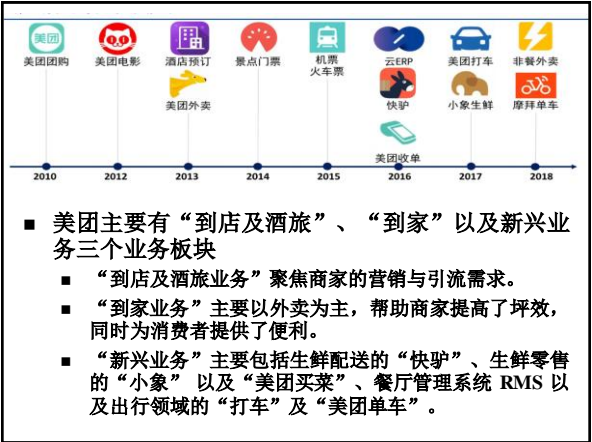 美团
美团团购
美团电影
酒店预订
景点门票
机票
火车票
云ERP
美团打车
非餐外卖
美团外卖
快驴
小象生鲜
摩拜单车
美团收单
2010
2012
2013
2014
2015
2016
2017
2018
■ 美团主要有“到店及酒旅”、“到家”以及新兴业
务三个业务板块
■ “到店及酒旅业务”聚焦商家的营销与引流需求。
■ “到家业务”主要以外卖为主，帮助商家提高了坪效，
同时为消费者提供了便利。
■ “新兴业务”主要包括生鲜配送的“快驴”、生鲜零售
的“小象” 以及“美团买菜”、餐厅管理系统 RMS 以
及出行领域的“打车”及“美团单车”。